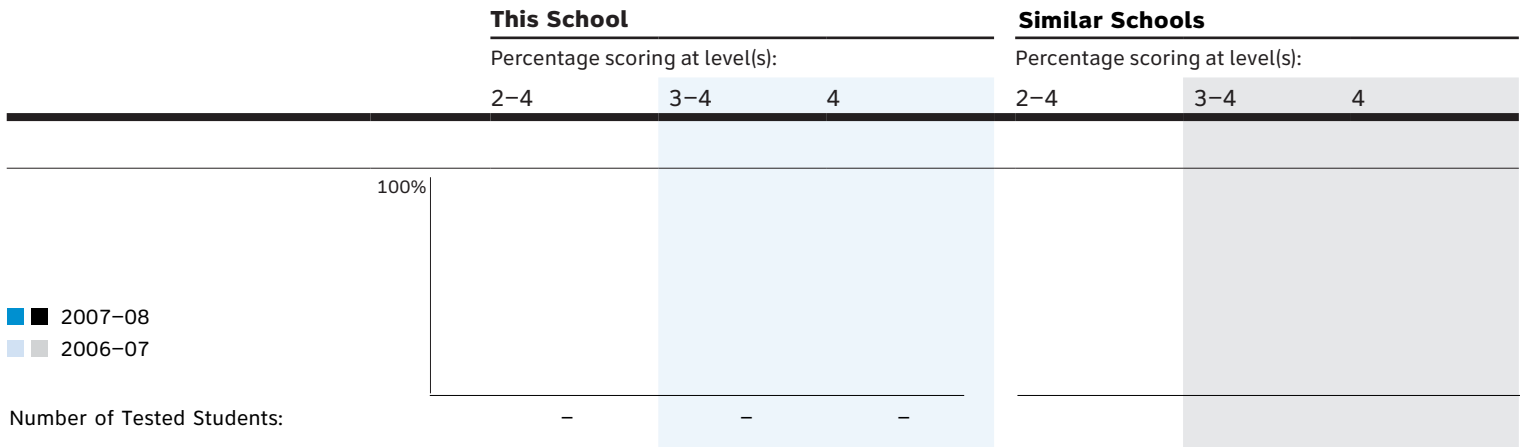 This School Similar Schools
Percentage scoring at level(s): Percentage scoring at level(s):
2–4 3–4 4 2–4 3–4 4
100%
2007–08
2006–07
Number of Tested Students: – – –